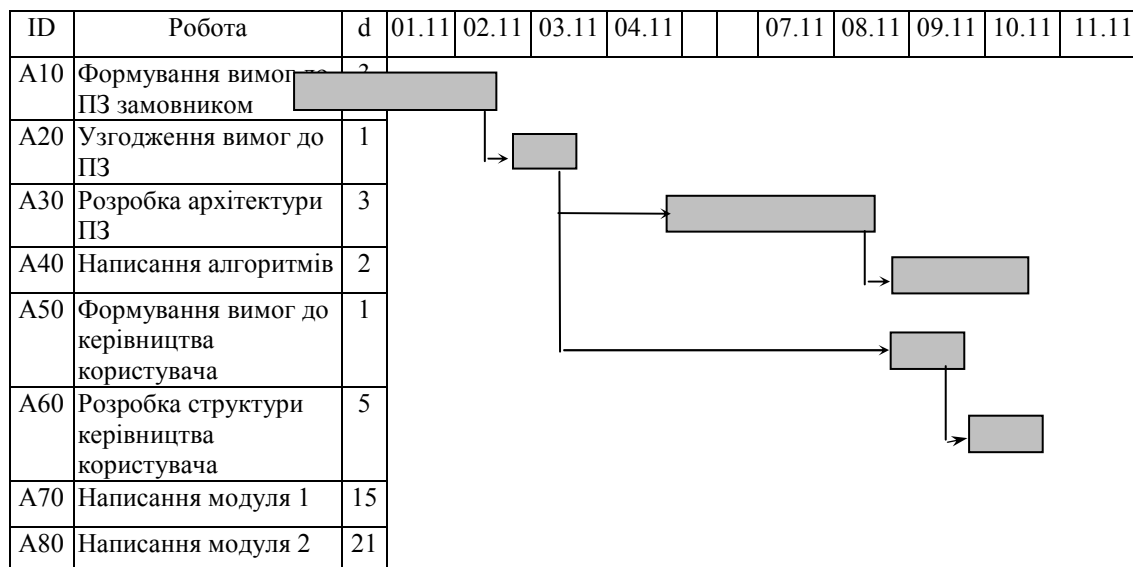 ID Робота d 01.11 02.11 03.11 04.11 07.11 08.11 09.11 10.11 11.11
A10 Формування вимог до
ПЗ замовником
A20 Узгодження вимог до 1
ПЗ
A30 Розробка архітектури 3
ПЗ
A40 Написання алгоритмів 2
A50 Формування вимог до 1
керівництва
користувача
A60 Розробка структури 5
керівництва
користувача
A70 Написання модуля 1 15
A80 Написання модуля 2 21